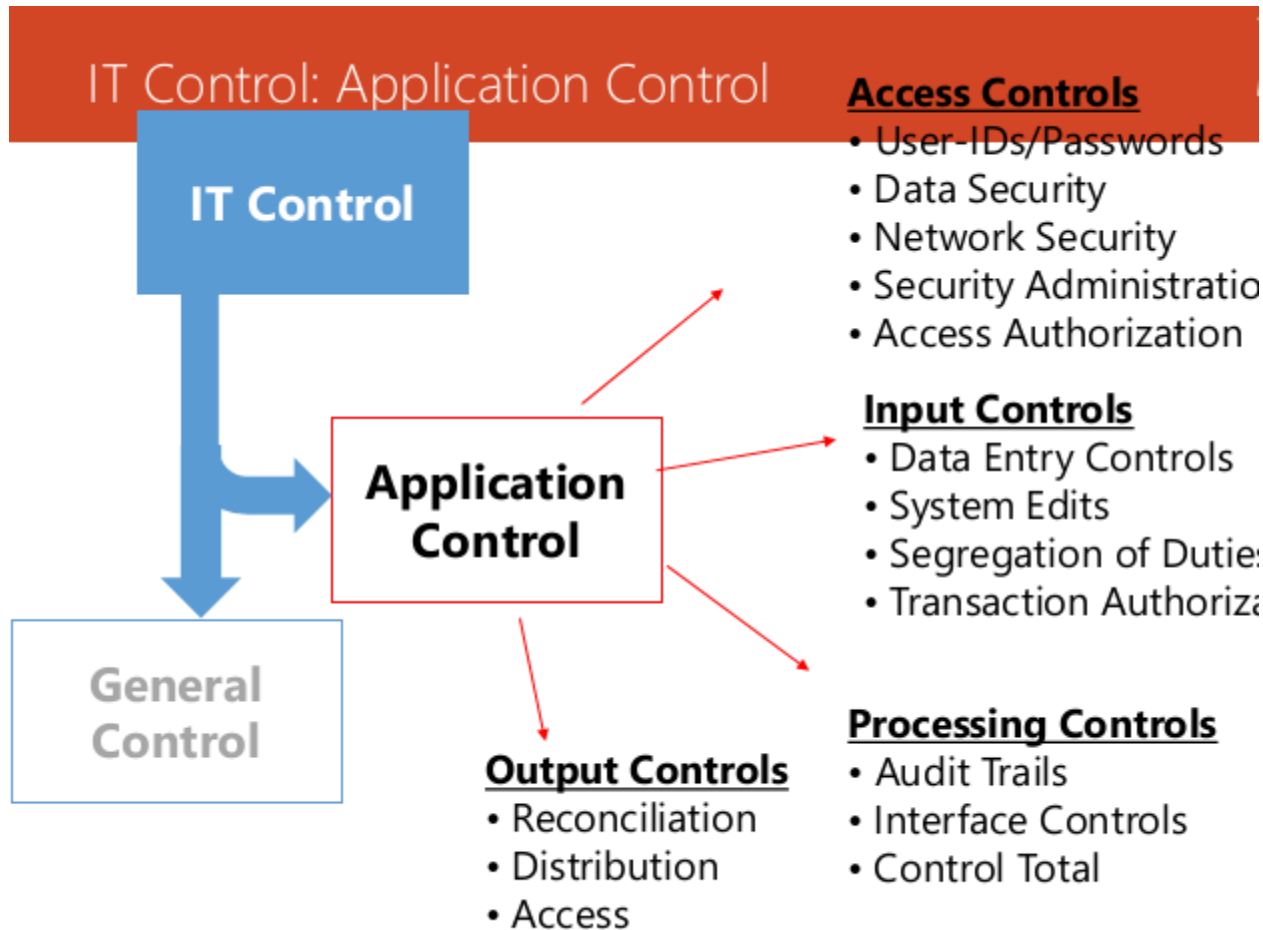 IT Control: Application Control
IT Control
Application
Control
General
Control
Access Controls
• User-IDs/Passwords
• Data Security
• Network Security
• Security Administratio
• Access Authorization
Input Controls
• Data Entry Controls
• System Edits
• Segregation of Duties
• Transaction Authoriza
Processing Controls
• Audit Trails
• Interface Controls
• Control Total
Output Controls
• Reconciliation
• Distribution
• Access